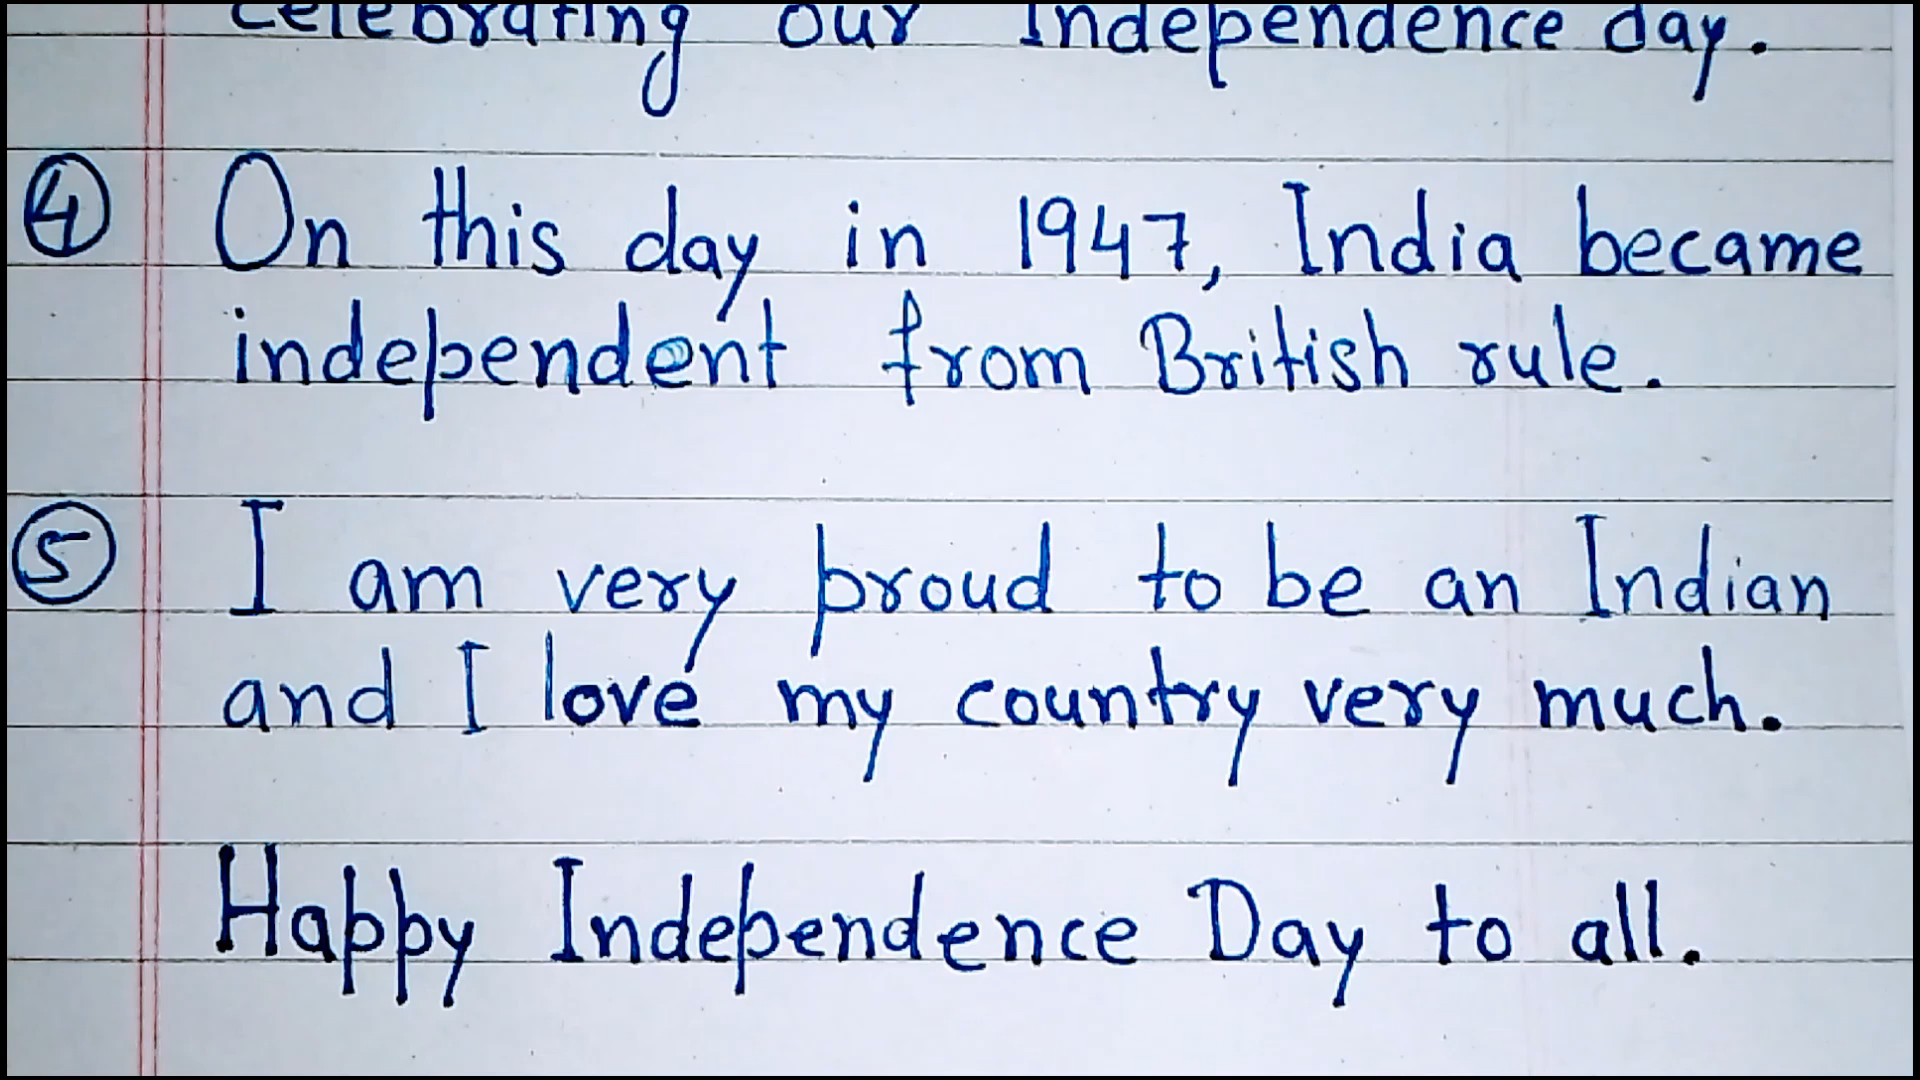 celebrating our Independence day.
④ On this day in 1947, India became
independent from British rule.
⑤ I am very proud to be an Indian
and I love my country very much.
Happy Independence Day to all.